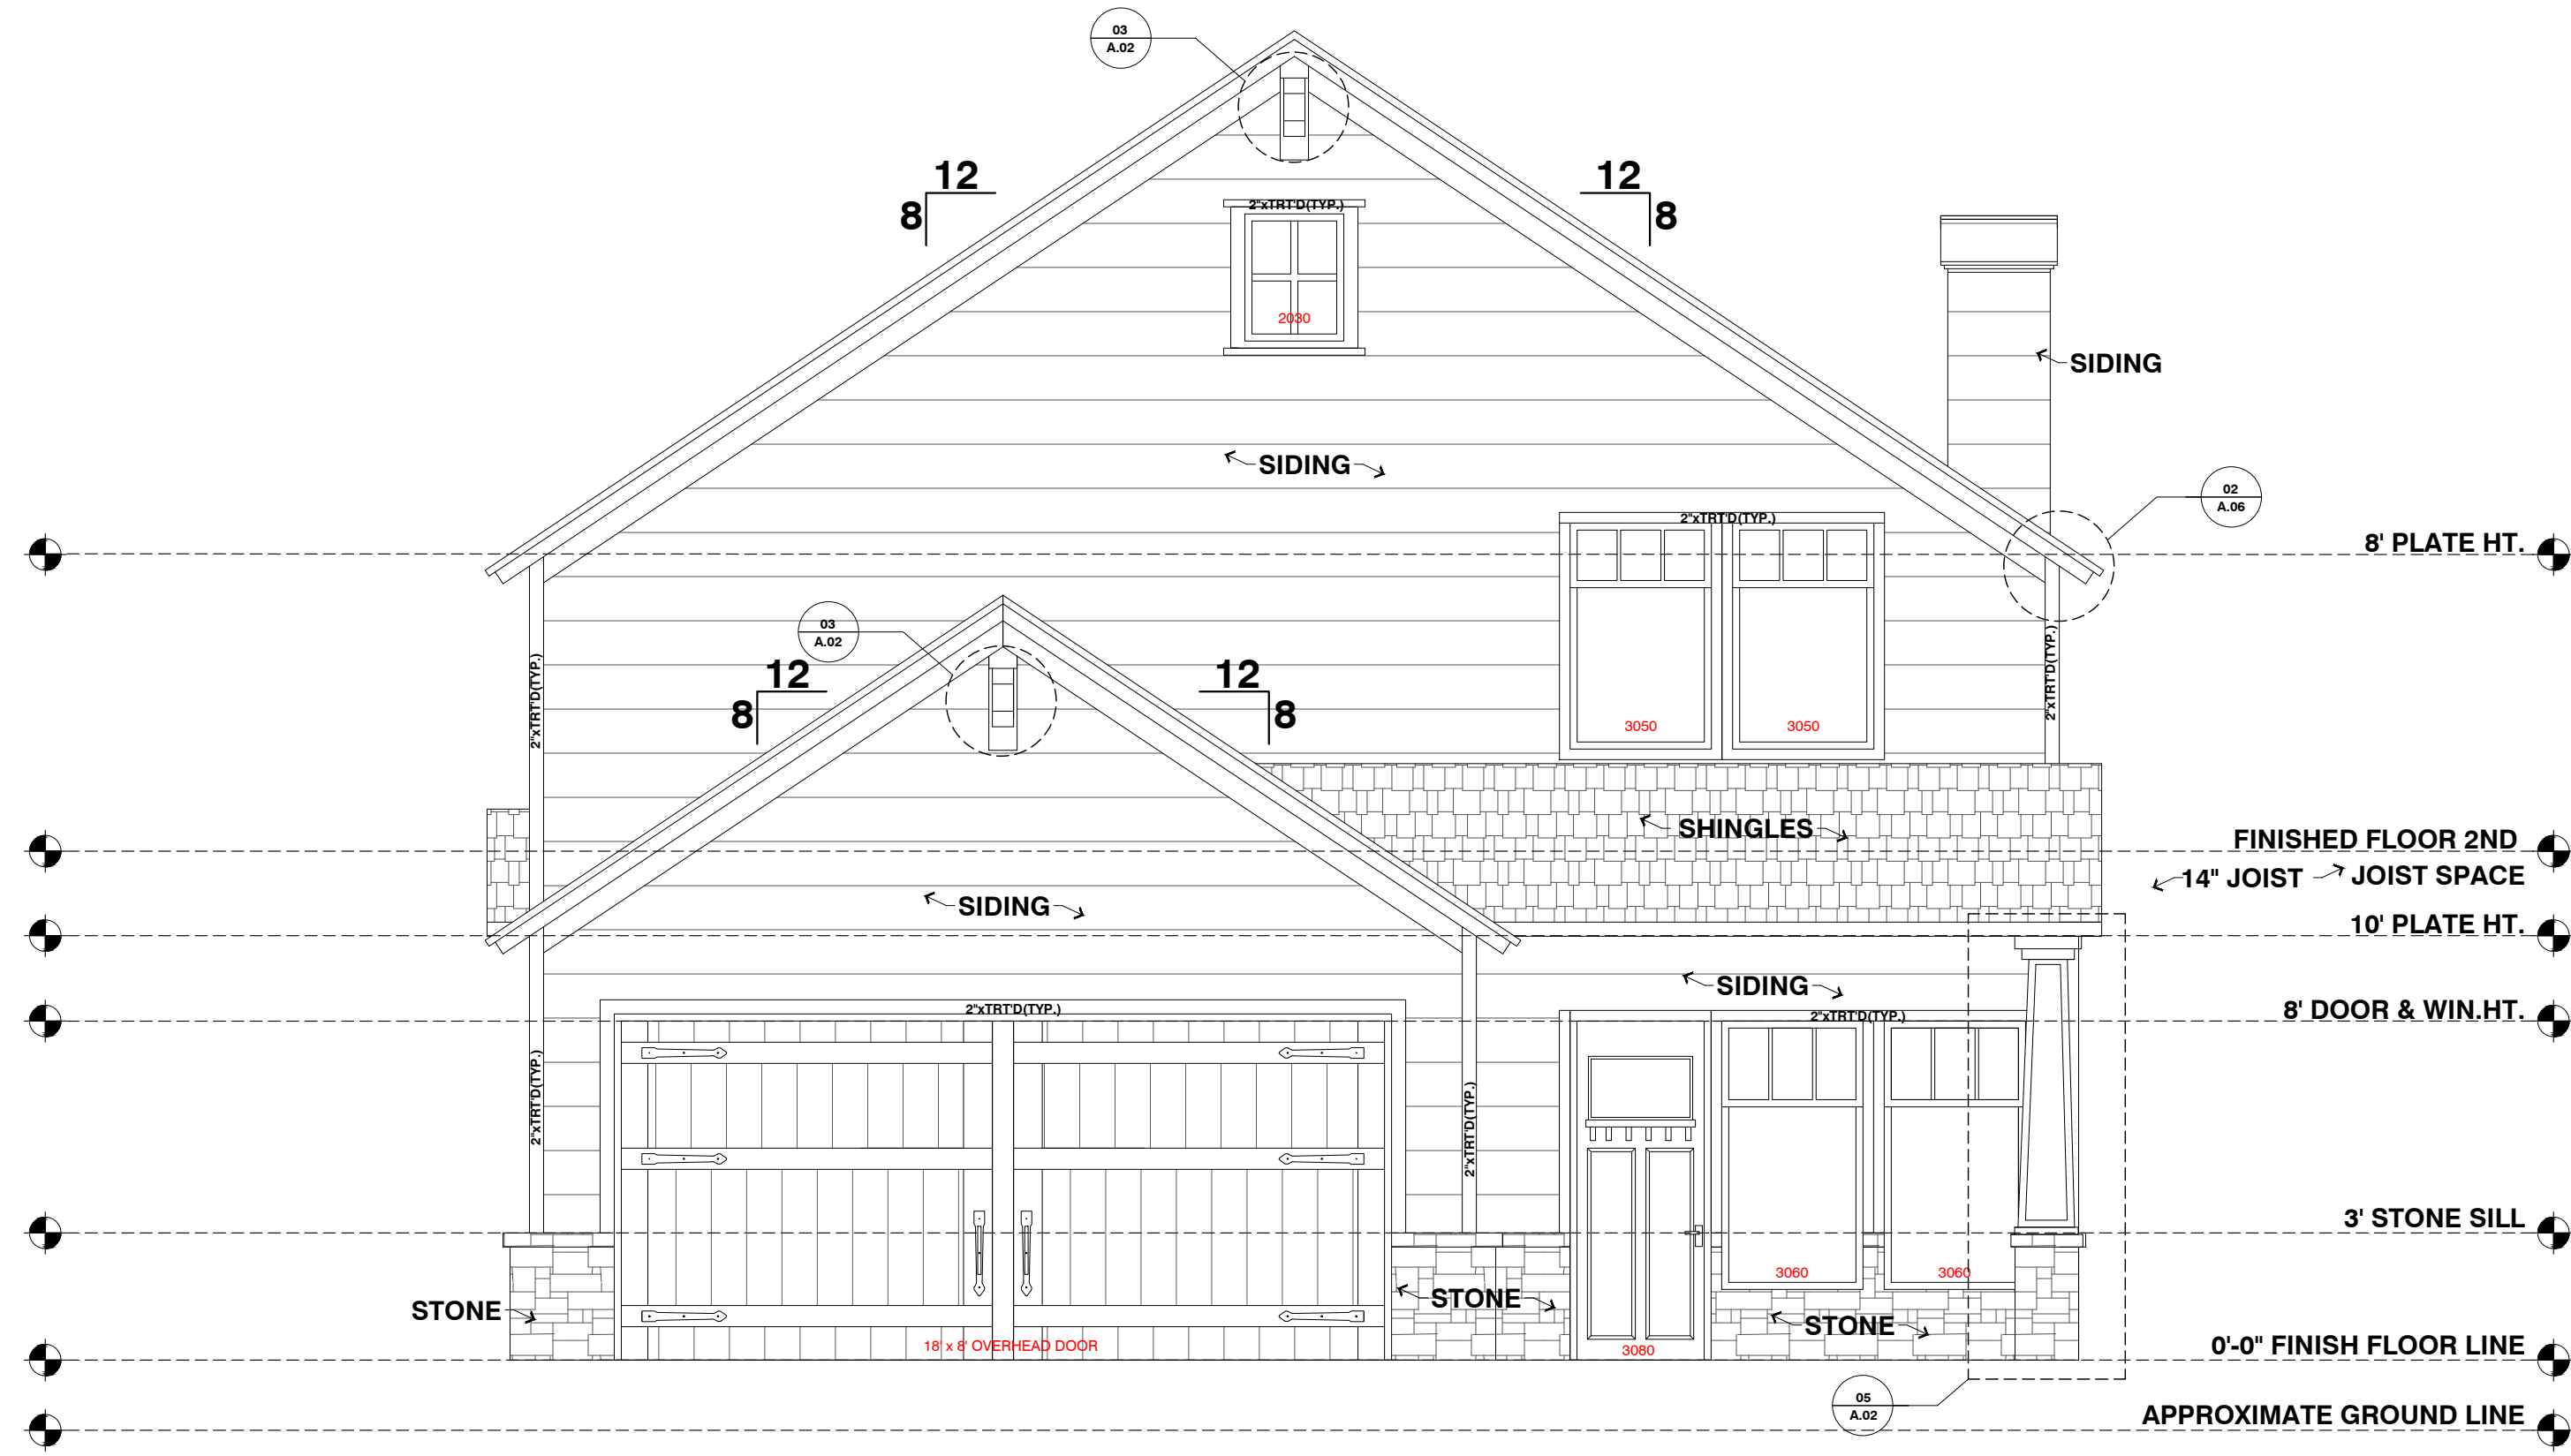 03
A.02
12
8
12
8
2"xTRT'D(TYP.)
2030
SIDING
SIDING
02
A.06
2"xTRT'D(TYP.)
8' PLATE HT.
03
A.02
12
8
12
8
2"xTRT'D(TYP.)
2"xTRT'D(TYP.)
3050
3050
SHINGLES
FINISHED FLOOR 2ND
14" JOIST
JOIST SPACE
SIDING
10' PLATE HT.
SIDING
2"xTRT'D(TYP.)
2"xTRT'D(TYP.)
8' DOOR & WIN.HT.
2"xTRT'D(TYP.)
2"xTRT'D(TYP.)
3' STONE SILL
3060
3060
STONE
STONE
STONE
18' x 8' OVERHEAD DOOR
3080
0'-0" FINISH FLOOR LINE
05
A.02
APPROXIMATE GROUND LINE